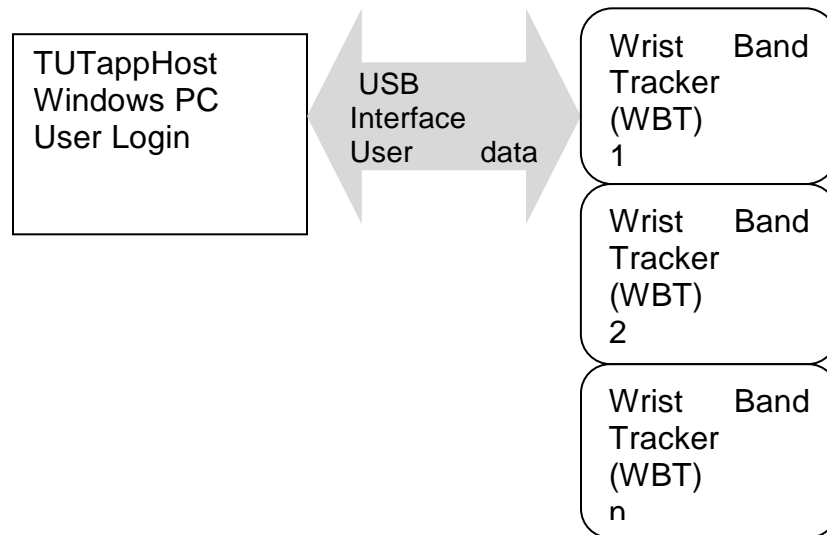 TUTappHost
Windows PC
User Login
USB
Interface
User data
Wrist Band
Tracker
(WBT)
1
Wrist Band
Tracker
(WBT)
2
Wrist Band
Tracker
(WBT)
n